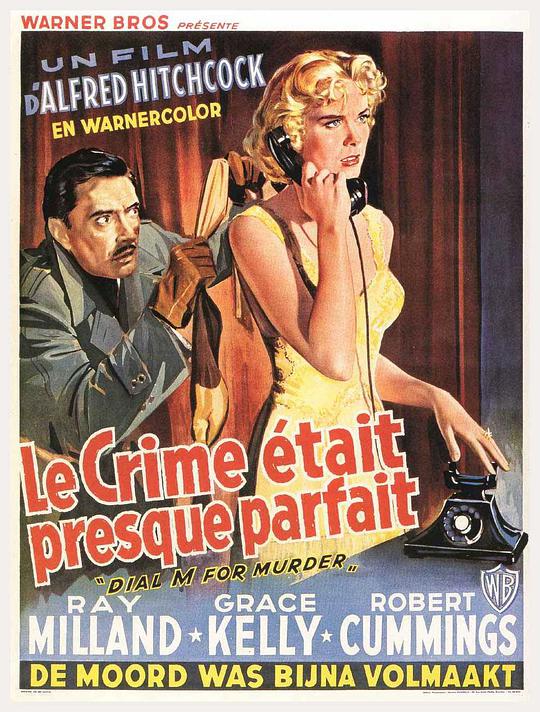 WARNER BROS PRÉSENTE
UN FILM
D'ALFRED HITCHCOCK
EN WARNERCOLOR
Le Crime était
presque parfait
"DIAL M FOR MURDER"
RAY GRACE ROBERT
MILLAND ★ KELLY ★ CUMMINGS
WB
DE MOORD WAS BIJNA VOLMAAKT